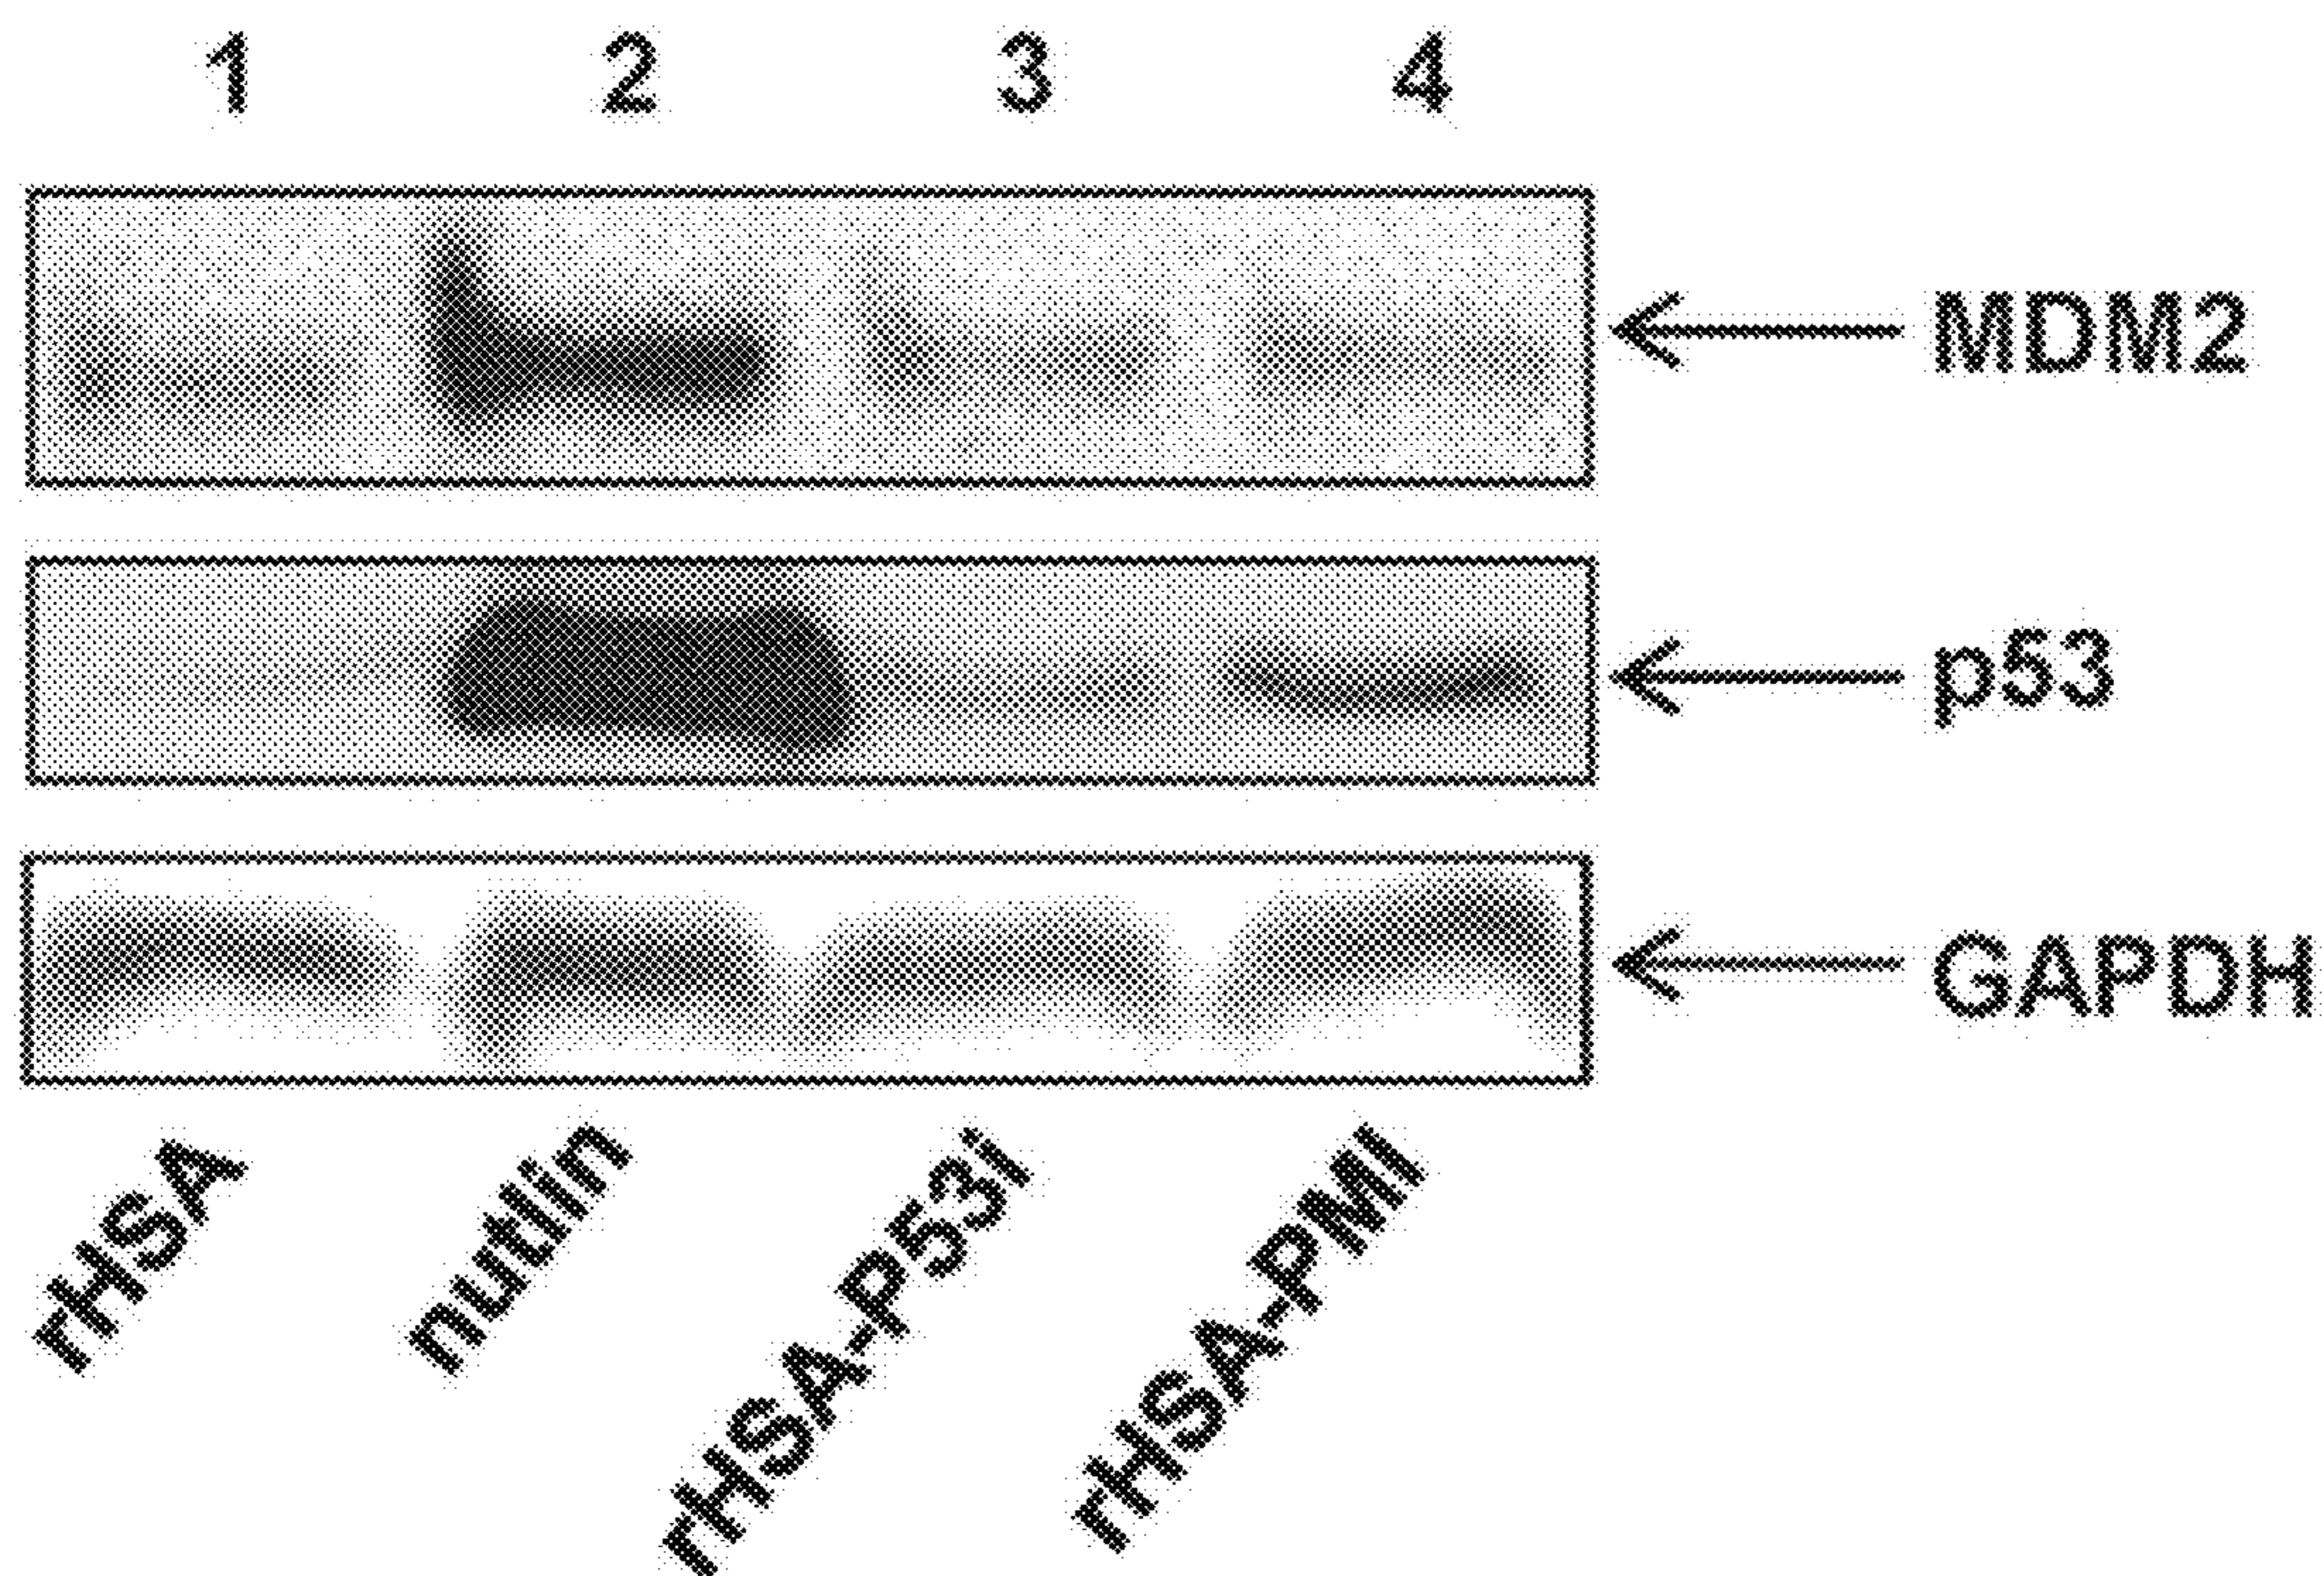 1 2 3 4
MDM2
p53
GAPDH
rHSA
nutlin
rHSA-P53i
rHSA-PMI